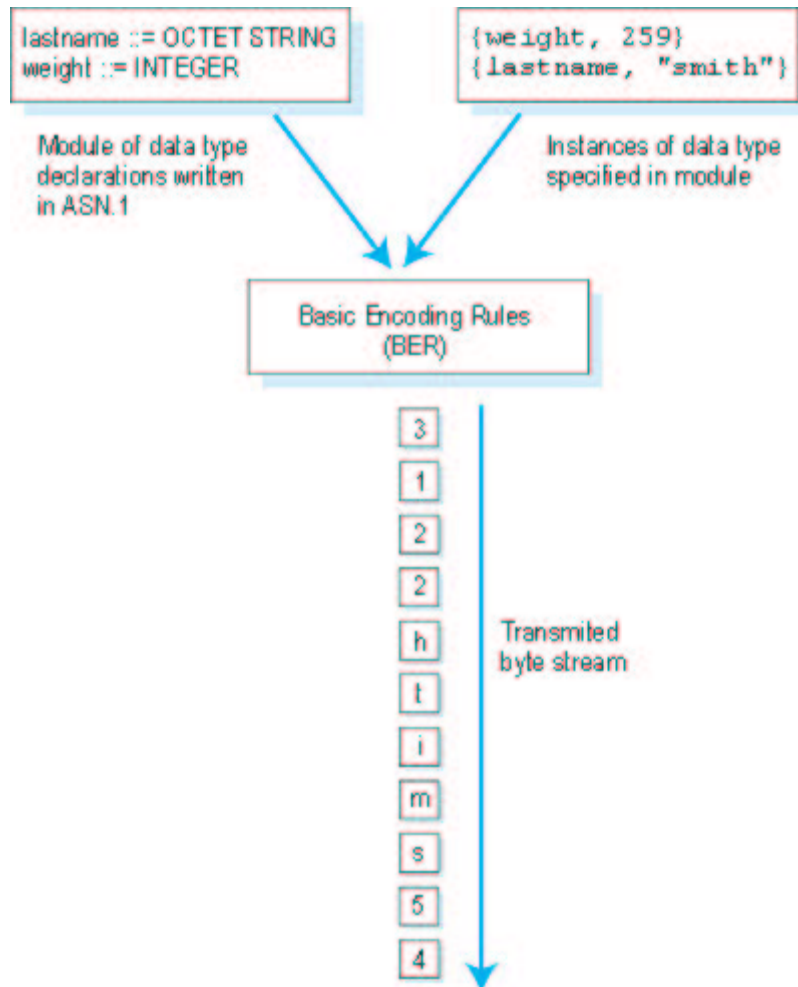 lastname ::= OCTET STRING
weight ::= INTEGER
{weight, 259}
{lastname, "smith"}
Module of data type
declarations written
in ASN.1
Instances of data type
specified in module
Basic Encoding Rules
(BER)
3
1
2
2
h
t
i
m
s
5
4
Transmited
byte stream